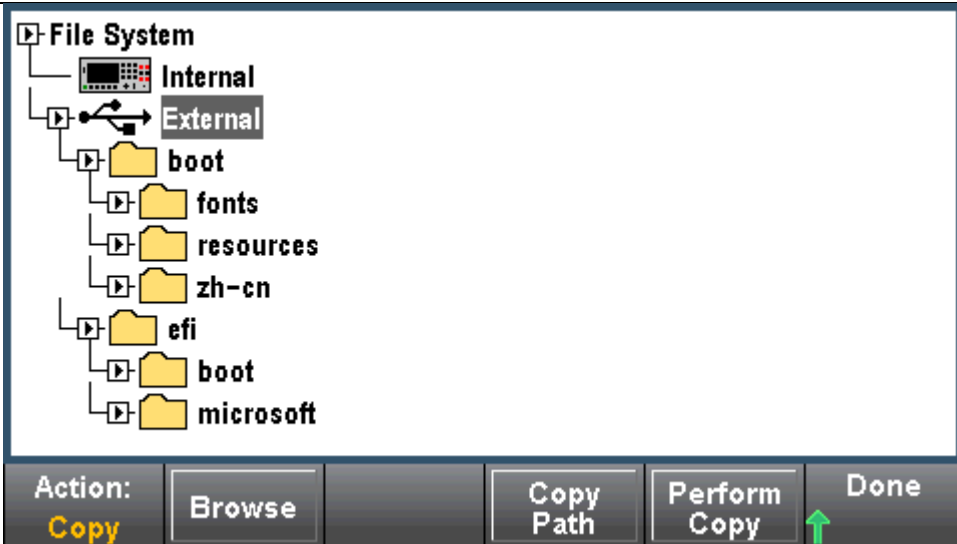 File System
Internal
External
boot
fonts
resources
zh-cn
efi
boot
microsoft
Action:
Copy
Browse
Copy
Path
Perform
Copy
Done